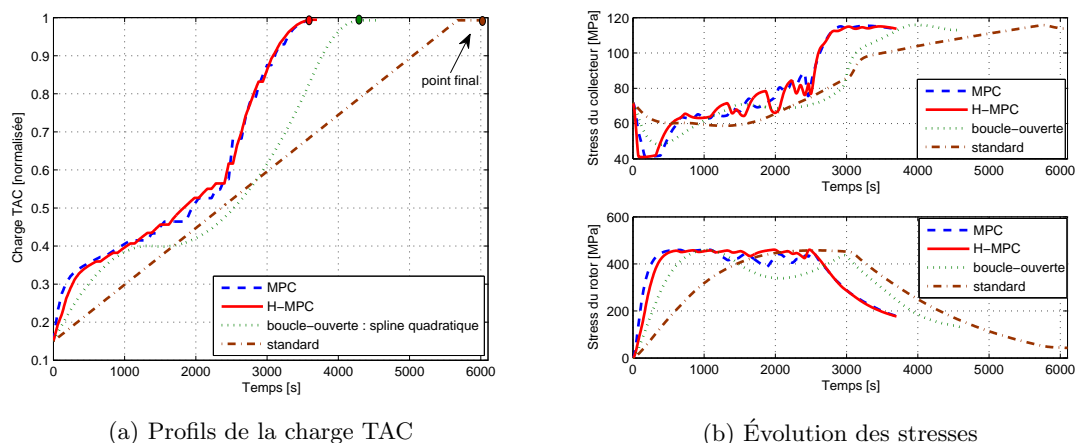 1
0.9
0.8
0.7
0.6
0.5
0.4
0.3
0.2
0.1
Charge TAC [normalisée]
0 1000 2000 3000 4000 5000 6000
Temps [s]
point final
MPC
H−MPC
boucle−ouverte : spline quadratique
standard
(a) Profils de la charge TAC
120
100
80
60
40
Stress du collecteur [MPa]
0 1000 2000 3000 4000 5000 6000
Temps [s]
MPC
H−MPC
boucle−ouverte
standard
600
400
200
0
Stress du rotor [MPa]
0 1000 2000 3000 4000 5000 6000
Temps [s]
MPC
H−MPC
boucle−ouverte
standard
(b) Évolution des stresses